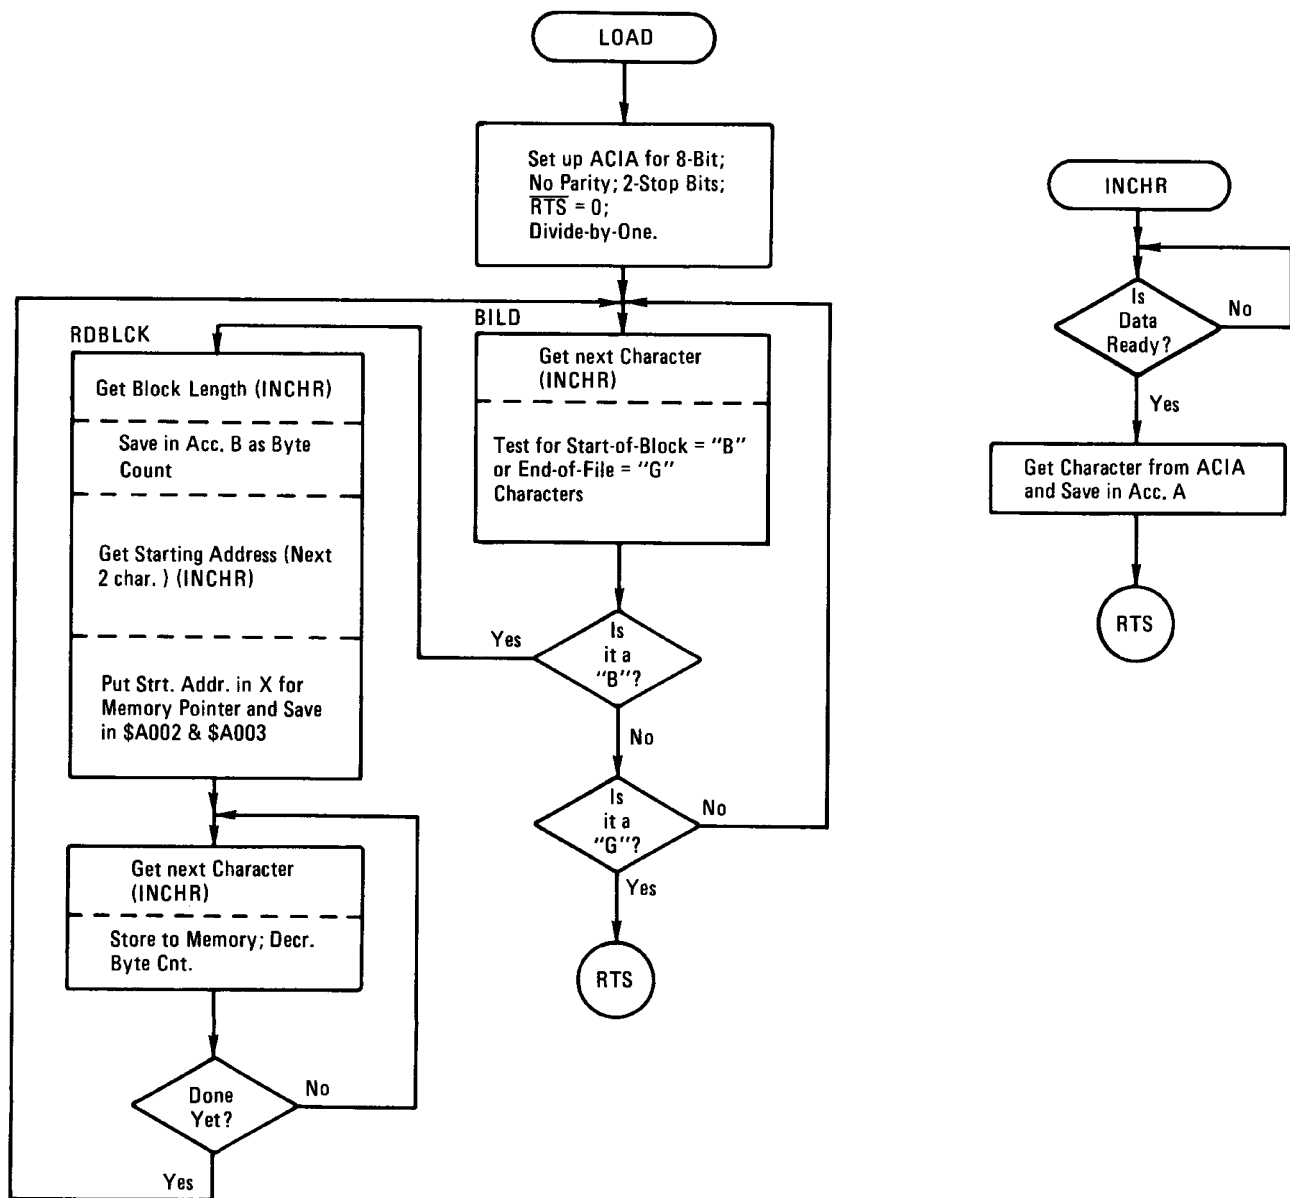 LOAD
Set up ACIA for 8-Bit;
No Parity; 2-Stop Bits;
R̅T̅S̅ = 0;
Divide-by-One.
BILD
Get next Character
(INCHR)
Test for Start-of-Block = "B"
or End-of-File = "G"
Characters
Is
it a
"B"?
Yes
No
Is
it a
"G"?
No
Yes
RTS
RDBLCK
Get Block Length (INCHR)
Save in Acc. B as Byte
Count
Get Starting Address (Next
2 char. ) (INCHR)
Put Strt. Addr. in X for
Memory Pointer and Save
in $A002 & $A003
Get next Character
(INCHR)
Store to Memory; Decr.
Byte Cnt.
Done
Yet?
No
Yes
INCHR
Is
Data
Ready?
No
Yes
Get Character from ACIA
and Save in Acc. A
RTS